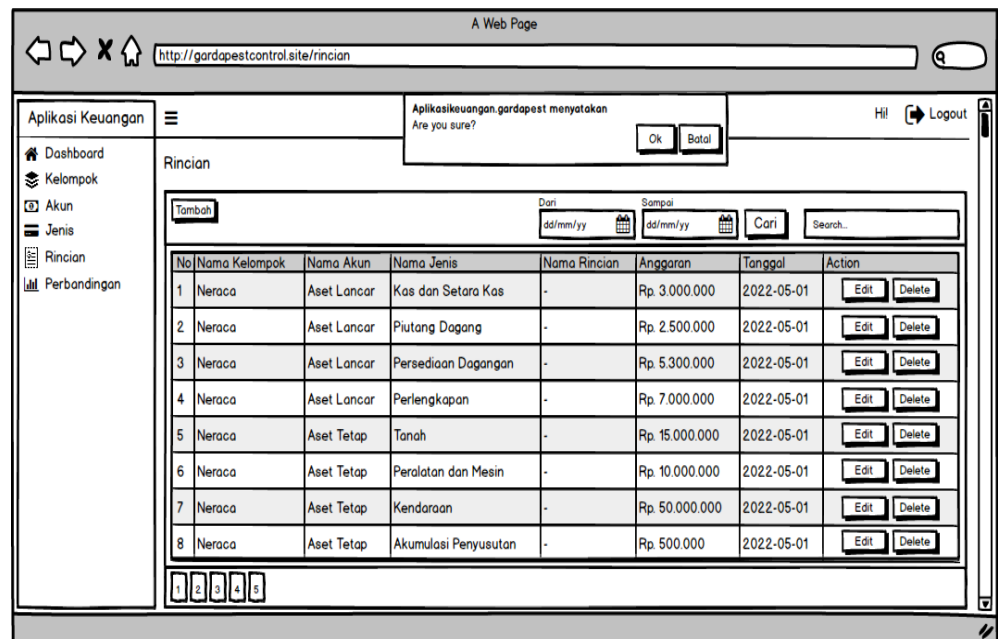 A Web Page
http://gardapestcontrol.site/rincian
Aplikasi Keuangan
Aplikasikeuangan.gardapest menyatakan
Are you sure?
Ok Batal
Hi! Logout
Dashboard
Kelompok
Akun
Jenis
Rincian
Perbandingan
Rincian
Tambah
Dari
dd/mm/yy
Sampai
dd/mm/yy
Cari
Search...
No Nama Kelompok Nama Akun Nama Jenis Nama Rincian Anggaran Tanggal Action
1 Neraca Aset Lancar Kas dan Setara Kas - Rp. 3.000.000 2022-05-01 Edit Delete
2 Neraca Aset Lancar Piutang Dagang - Rp. 2.500.000 2022-05-01 Edit Delete
3 Neraca Aset Lancar Persediaan Dagangan - Rp. 5.300.000 2022-05-01 Edit Delete
4 Neraca Aset Lancar Perlengkapan - Rp. 7.000.000 2022-05-01 Edit Delete
5 Neraca Aset Tetap Tanah - Rp. 15.000.000 2022-05-01 Edit Delete
6 Neraca Aset Tetap Peralatan dan Mesin - Rp. 10.000.000 2022-05-01 Edit Delete
7 Neraca Aset Tetap Kendaraan - Rp. 50.000.000 2022-05-01 Edit Delete
8 Neraca Aset Tetap Akumulasi Penyusutan - Rp. 500.000 2022-05-01 Edit Delete
1 2 3 4 5